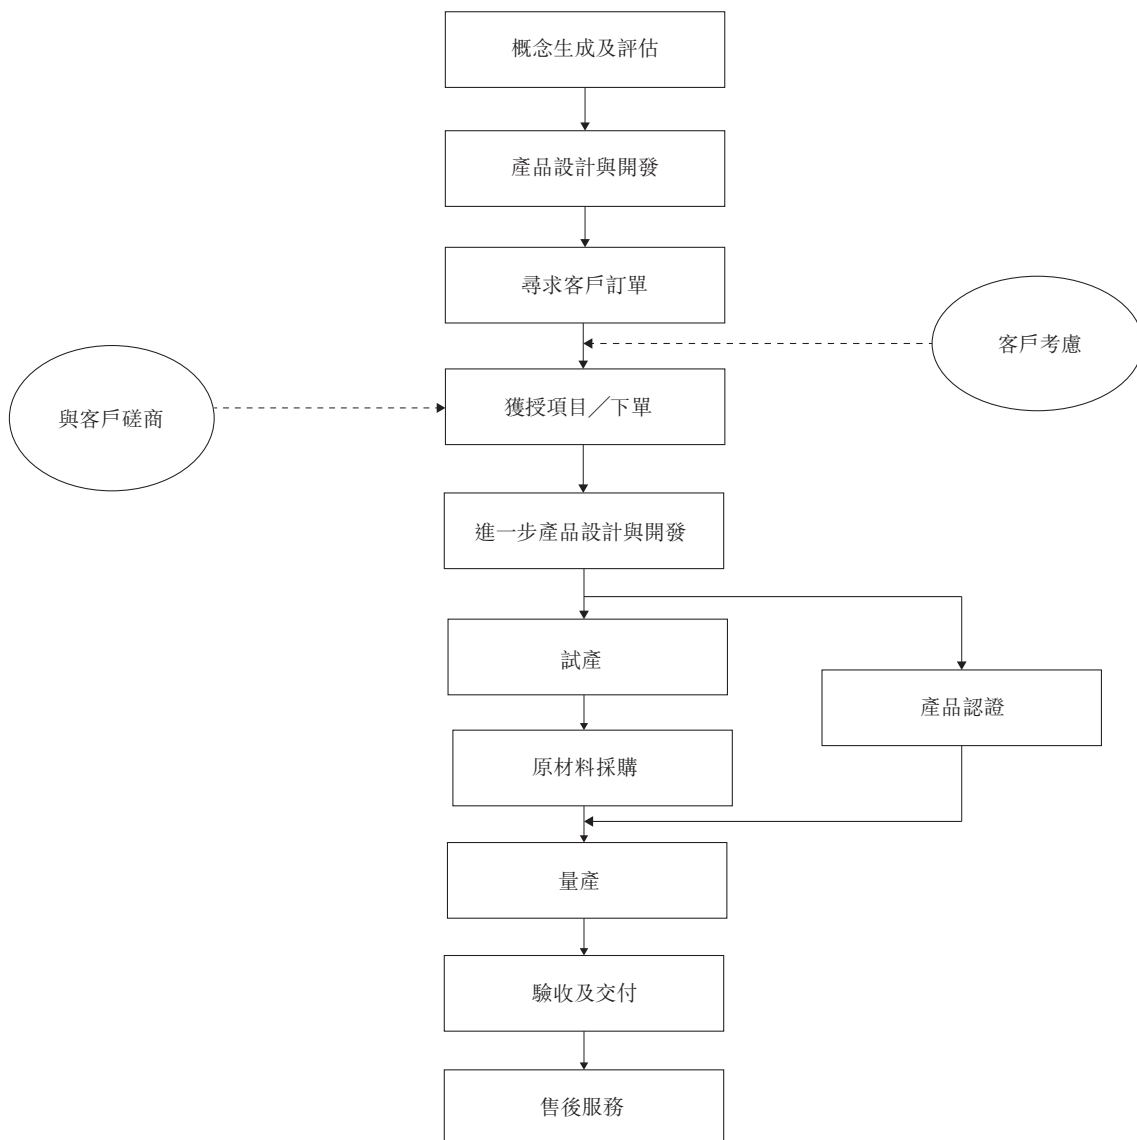 概念生成及評估
產品設計與開發
尋求客戶訂單
客戶考慮
與客戶磋商
獲授項目／下單
進一步產品設計與開發
試產
產品認證
原材料採購
量產
驗收及交付
售後服務